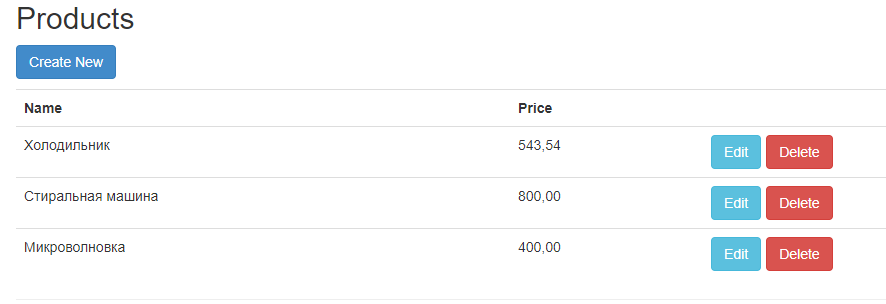 Products
Create New
Name Price
Холодильник 543,54 Edit Delete
Стиральная машина 800,00 Edit Delete
Микроволновка 400,00 Edit Delete